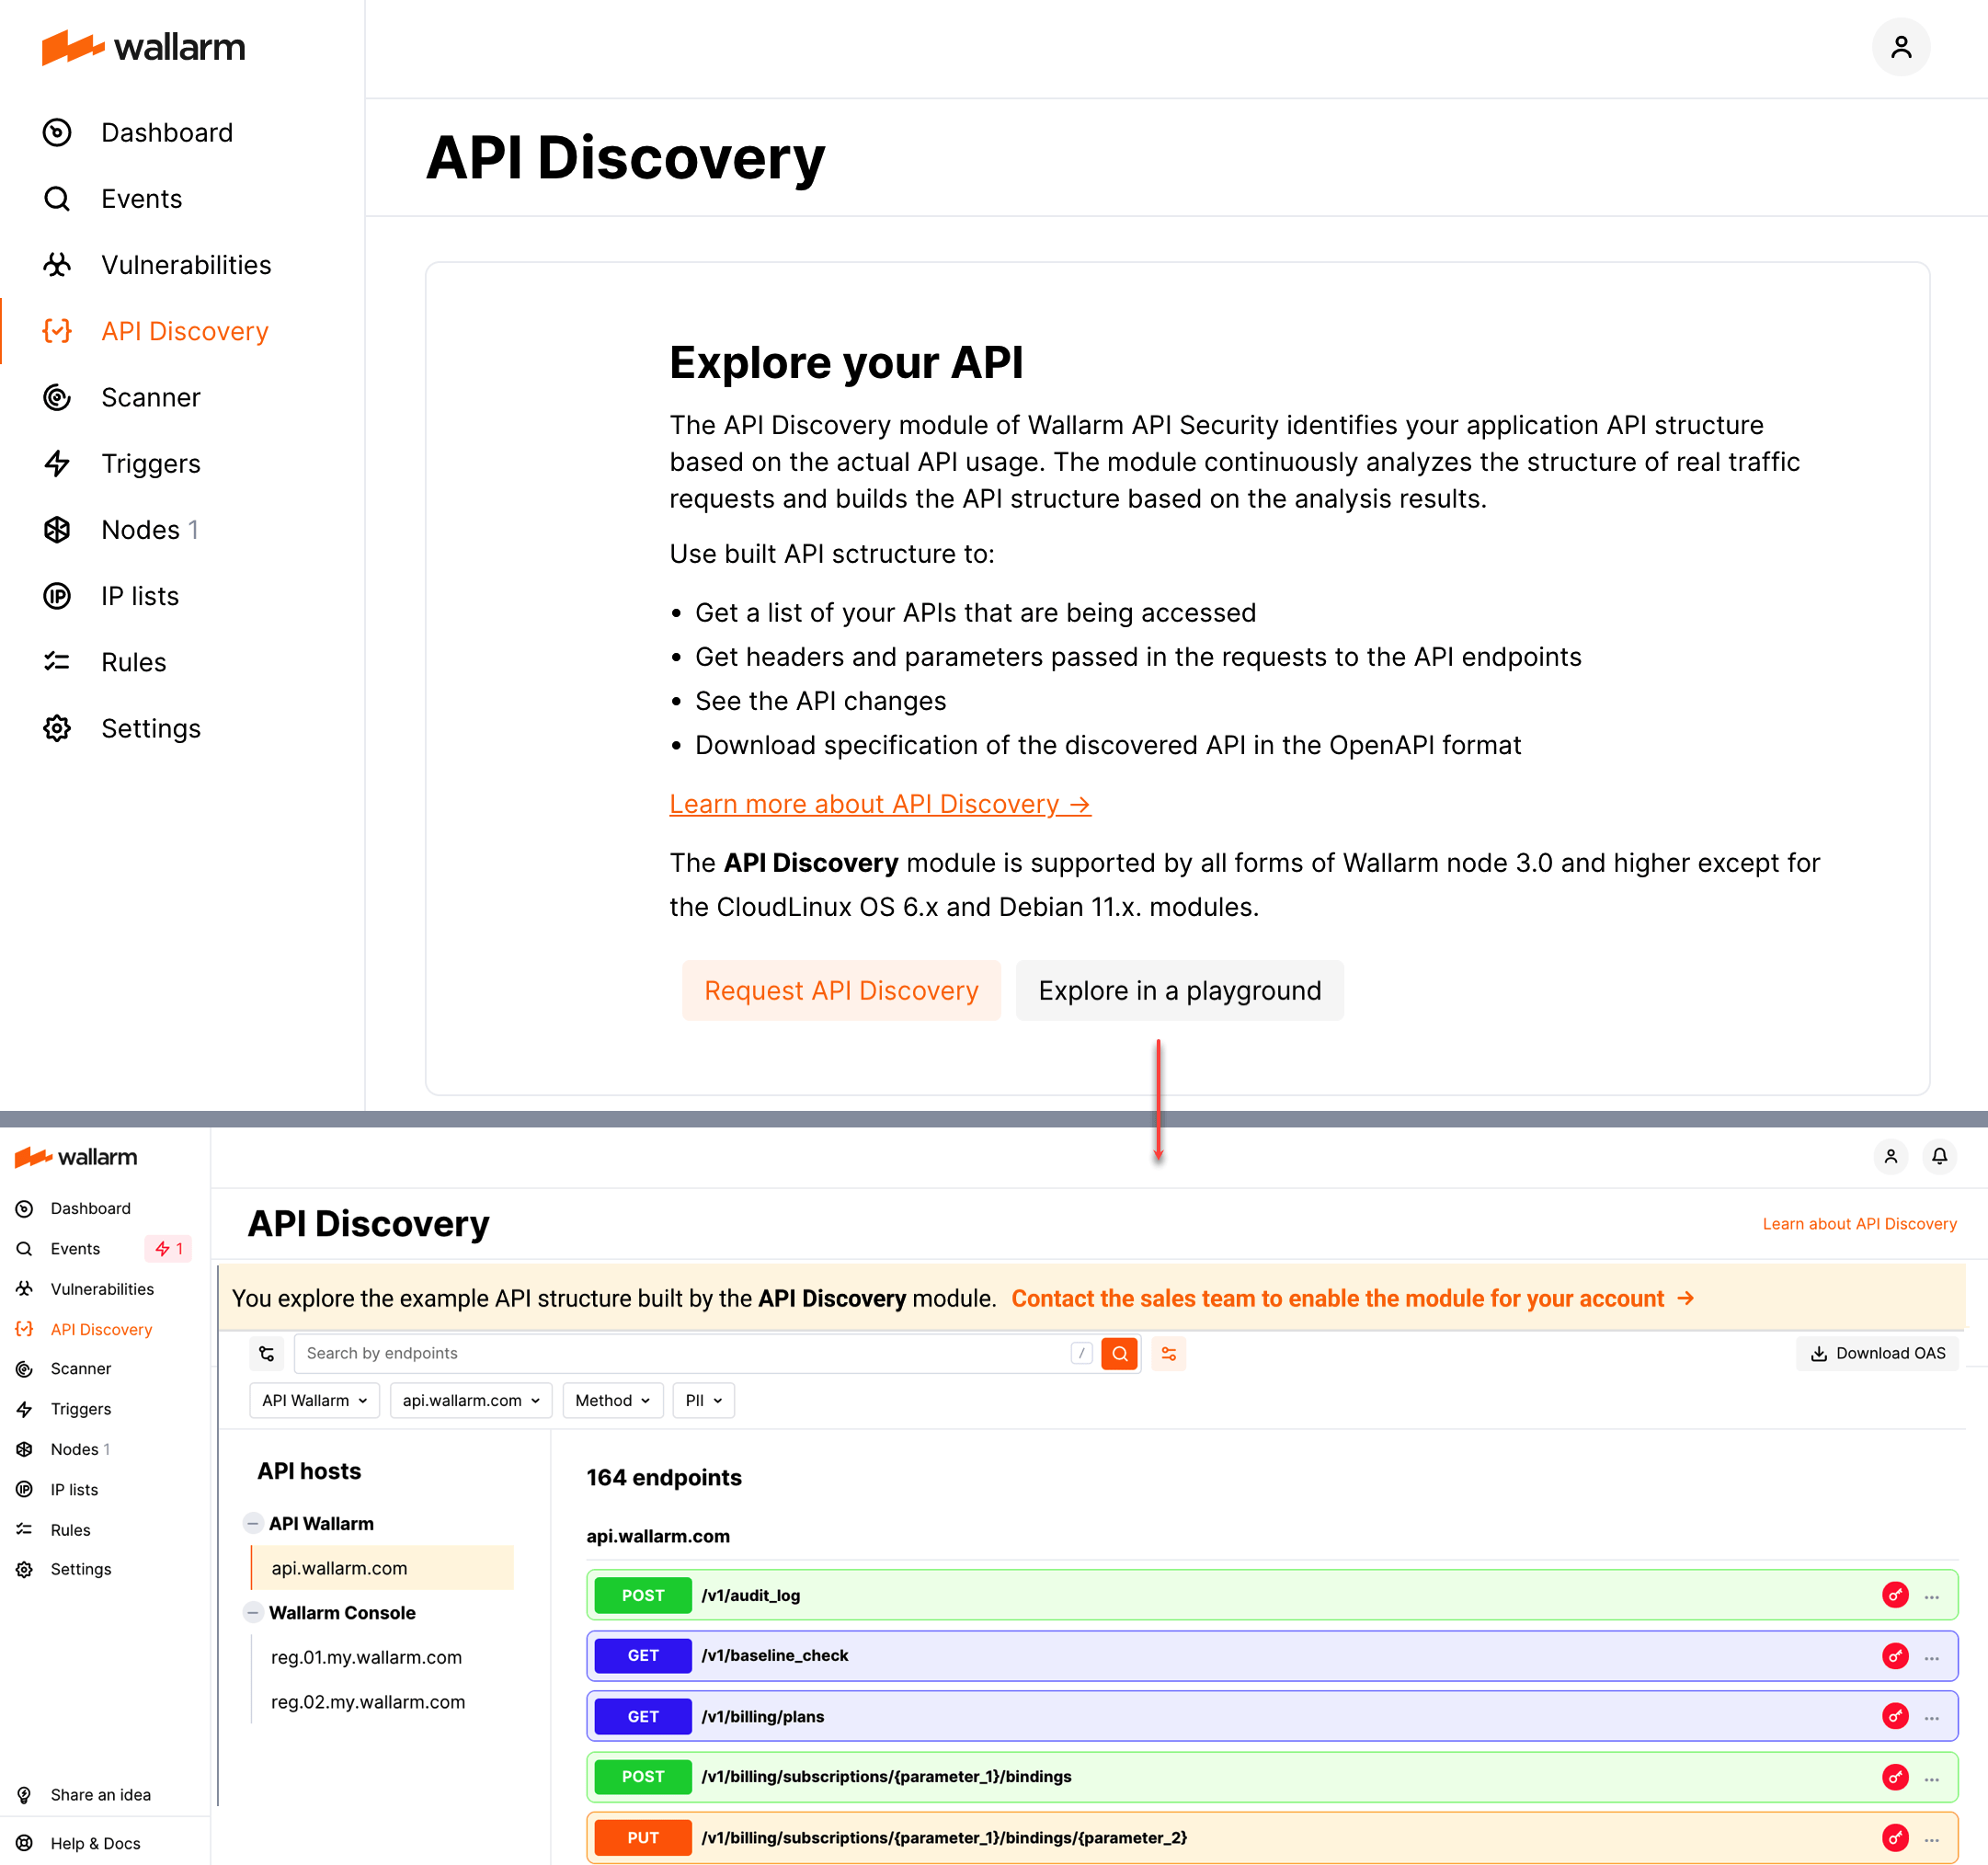 wallarm
Dashboard
Events
Vulnerabilities
API Discovery
Scanner
Triggers
Nodes 1
IP lists
Rules
Settings
API Discovery
Explore your API
The API Discovery module of Wallarm API Security identifies your application API structure
based on the actual API usage. The module continuously analyzes the structure of real traffic
requests and builds the API structure based on the analysis results.
Use built API sctructure to:
• Get a list of your APIs that are being accessed
• Get headers and parameters passed in the requests to the API endpoints
• See the API changes
• Download specification of the discovered API in the OpenAPI format
Learn more about API Discovery →
The API Discovery module is supported by all forms of Wallarm node 3.0 and higher except for
the CloudLinux OS 6.x and Debian 11.x. modules.
Request API Discovery
Explore in a playground
wallarm
Dashboard
Events 1
Vulnerabilities
API Discovery
Scanner
Triggers
Nodes 1
IP lists
Rules
Settings
Share an idea
Help & Docs
API Discovery
Learn about API Discovery
You explore the example API structure built by the API Discovery module. Contact the sales team to enable the module for your account →
Search by endpoints /
Download OAS
API Wallarm
api.wallarm.com
Method
PII
API hosts
API Wallarm
api.wallarm.com
Wallarm Console
reg.01.my.wallarm.com
reg.02.my.wallarm.com
164 endpoints
api.wallarm.com
POST /v1/audit_log
GET /v1/baseline_check
GET /v1/billing/plans
POST /v1/billing/subscriptions/{parameter_1}/bindings
PUT /v1/billing/subscriptions/{parameter_1}/bindings/{parameter_2}